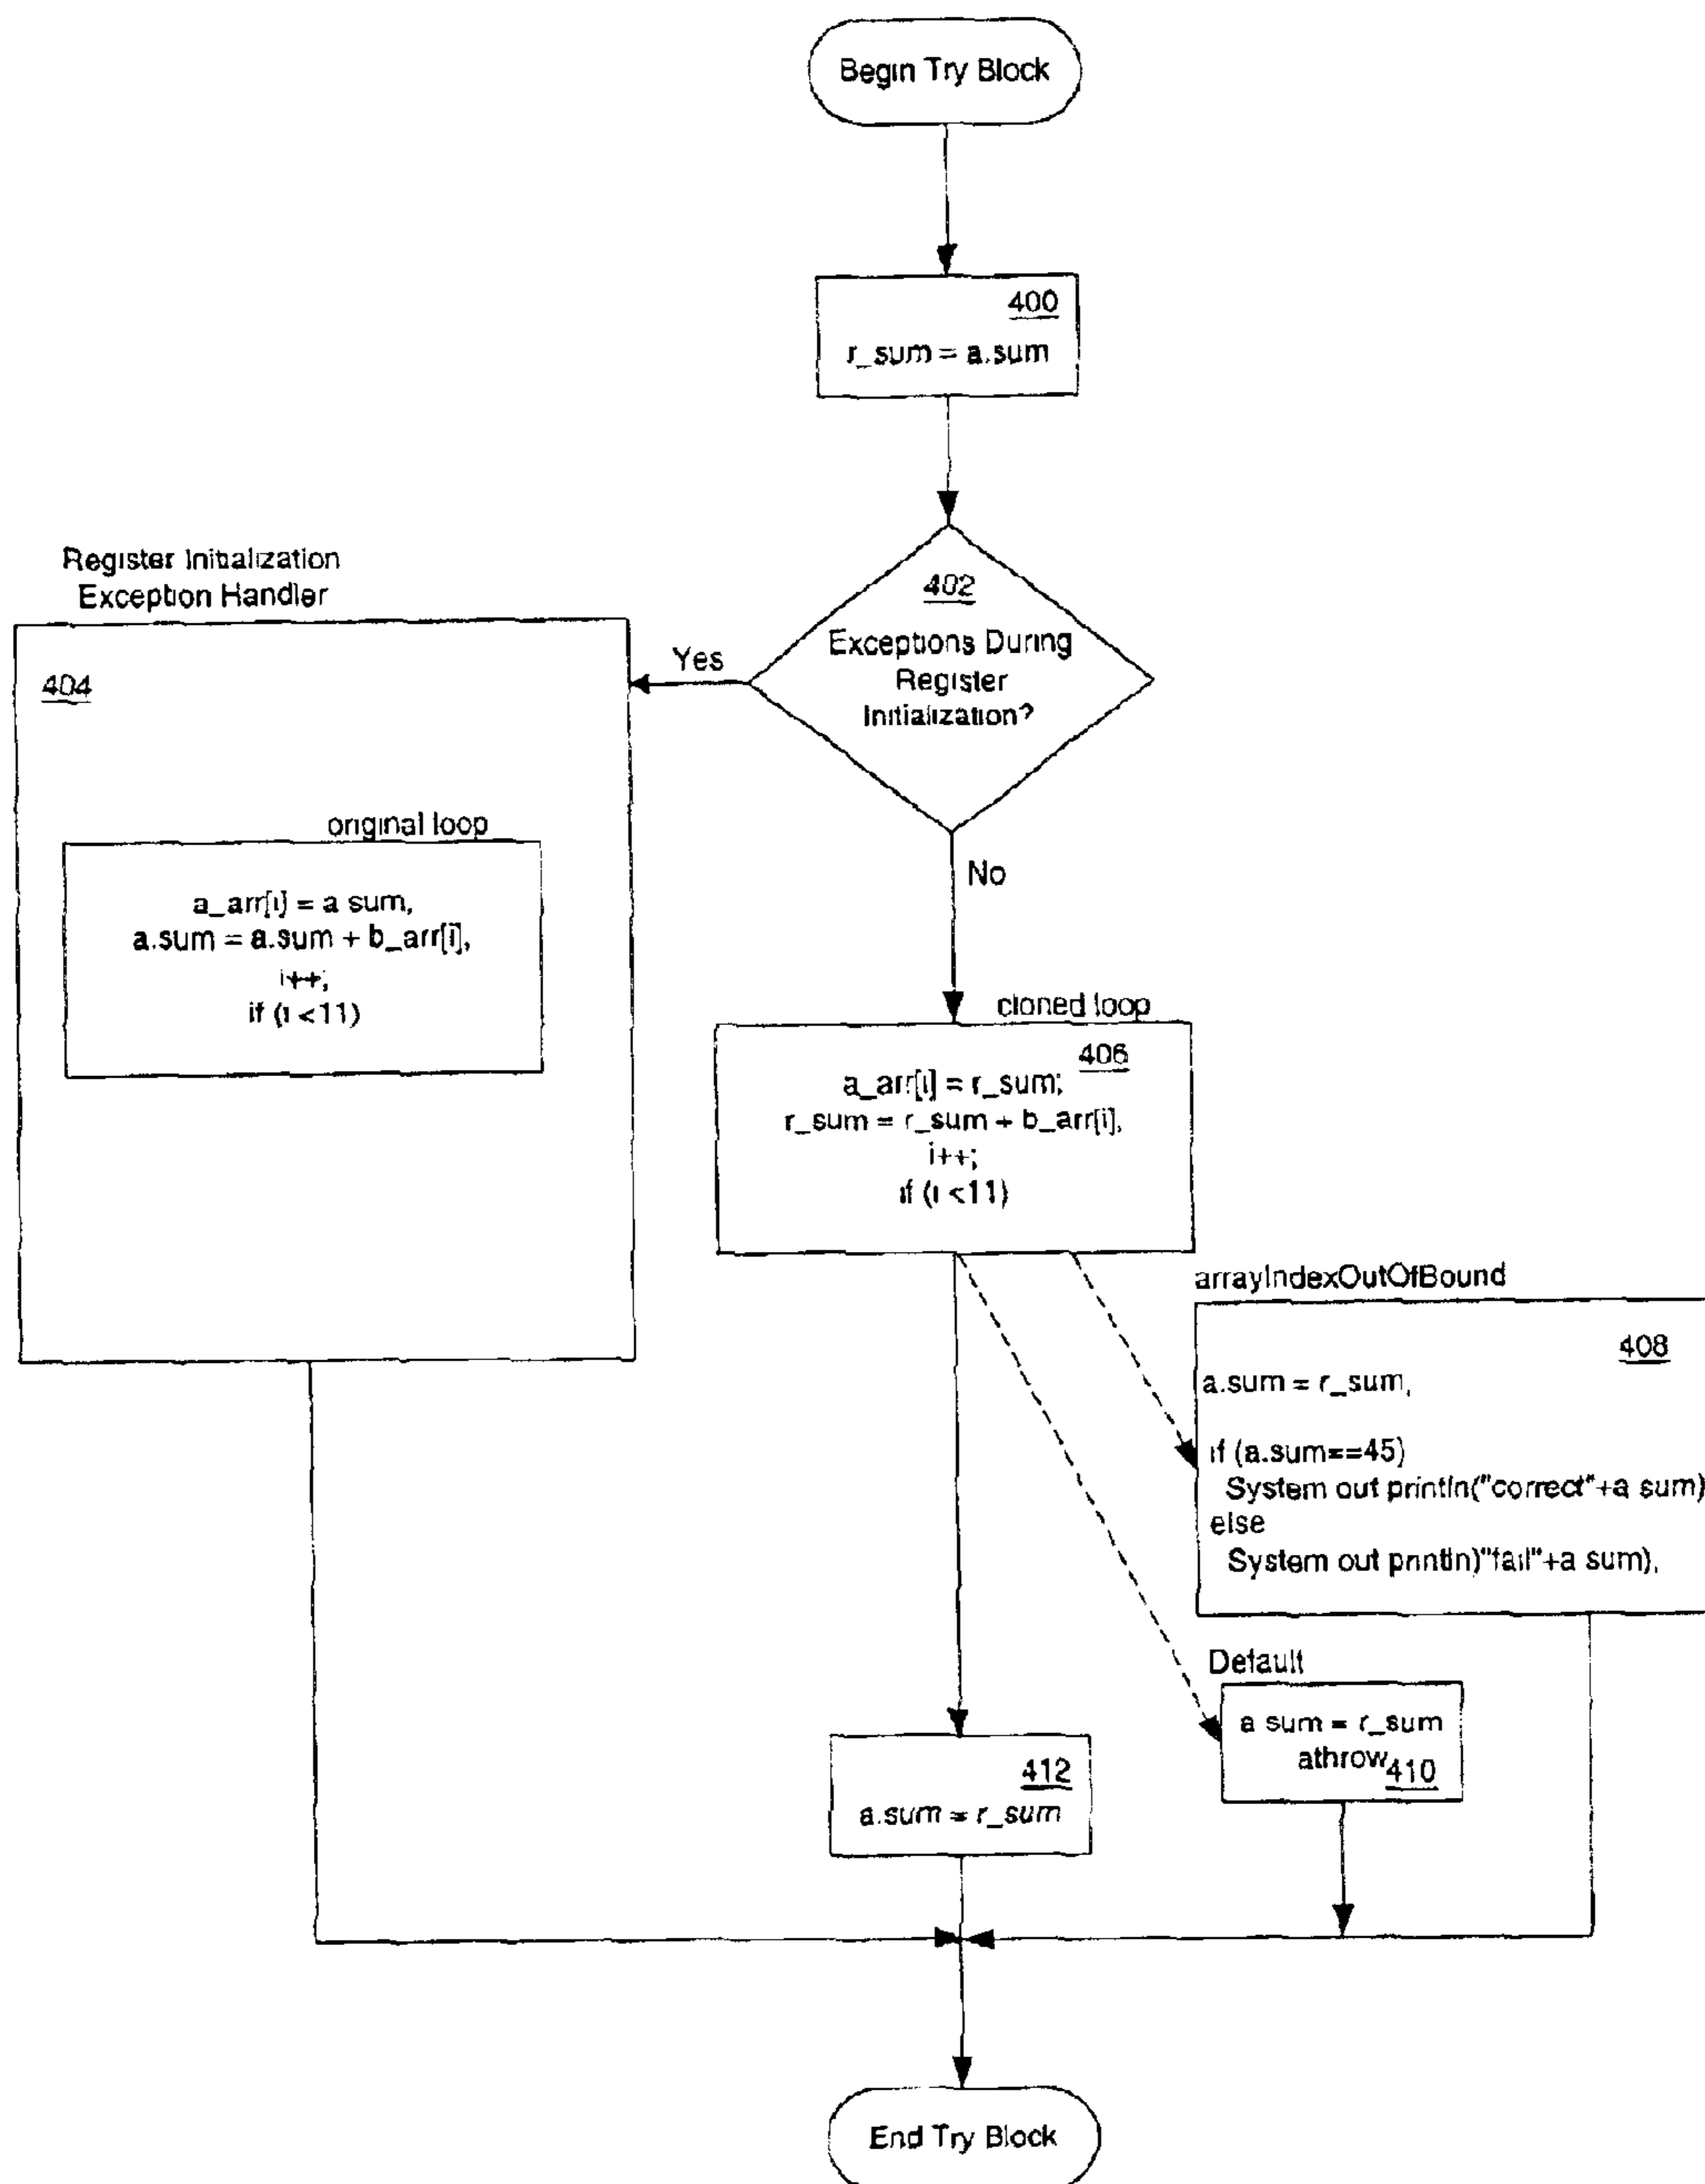 Begin Try Block
400
r_sum = a.sum
402
Exceptions During
Register
Initialization?
Yes
No
Register Initialization
Exception Handler
404
original loop
a_arr[i] = a sum,
a.sum = a.sum + b_arr[i],
i++;
if (i <11)
cloned loop
406
a_arr[i] = r_sum;
r_sum = r_sum + b_arr[i],
i++;
if (i <11)
arrayIndexOutOfBound
408
a.sum = r_sum,
if (a.sum==45)
System out println("correct"+a sum)
else
System out println)"fail"+a sum),
Default
a sum = r_sum
athrow
410
412
a.sum = r_sum
End Try Block